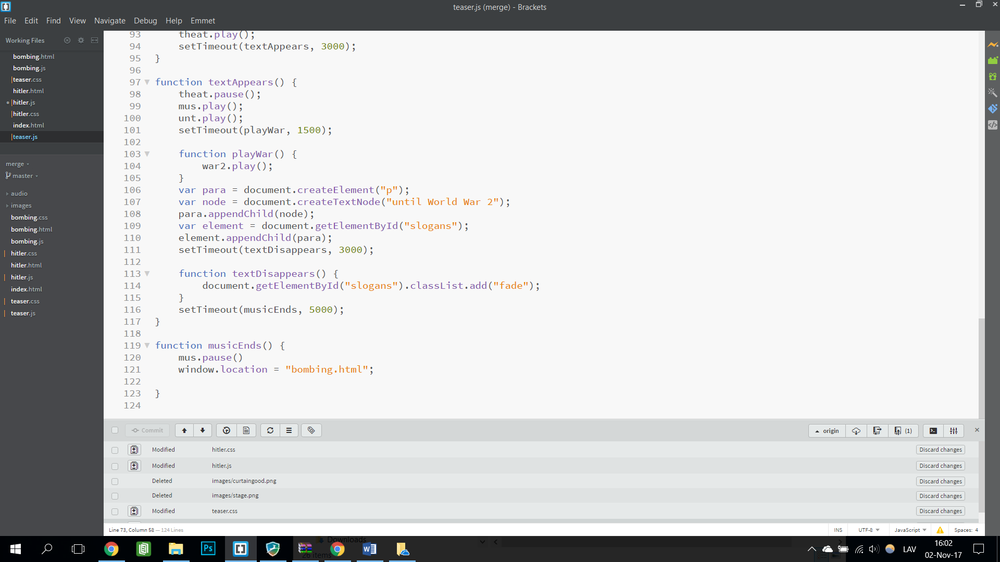 teaser.js (merge) - Brackets
File Edit Find View Navigate Debug Help Emmet
Working Files
bombing.html
bombing.js
teaser.css
hitler.html
hitler.js
hitler.css
index.html
teaser.js
merge
master
audio
images
bombing.css
bombing.html
bombing.js
hitler.css
hitler.html
hitler.js
index.html
teaser.css
teaser.js
93 theat.play();
94 setTimeout(textAppears, 3000);
95 }
96
97 function textAppears() {
98 theat.pause();
99 mus.play();
100 unt.play();
101 setTimeout(playWar, 1500);
102
103 function playWar() {
104 war2.play();
105 }
106 var para = document.createElement("p");
107 var node = document.createTextNode("until World War 2");
108 para.appendChild(node);
109 var element = document.getElementById("slogans");
110 element.appendChild(para);
111 setTimeout(textDisappears, 3000);
112
113 function textDisappears() {
114 document.getElementById("slogans").classList.add("fade");
115 }
116 setTimeout(musicEnds, 5000);
117 }
118
119 function musicEnds() {
120 mus.pause()
121 window.location = "bombing.html";
122
123 }
124
Commit origin (1)
Modified hitler.css Discard changes
Modified hitler.js Discard changes
Deleted images/curtaingood.png Discard changes
Deleted images/stage.png Discard changes
Modified teaser.css Discard changes
Line 73, Column 58 — 124 Lines INS UTF-8 JavaScript Spaces: 4
Downloads
26 items
Ps
LAV
16:02
02-Nov-17